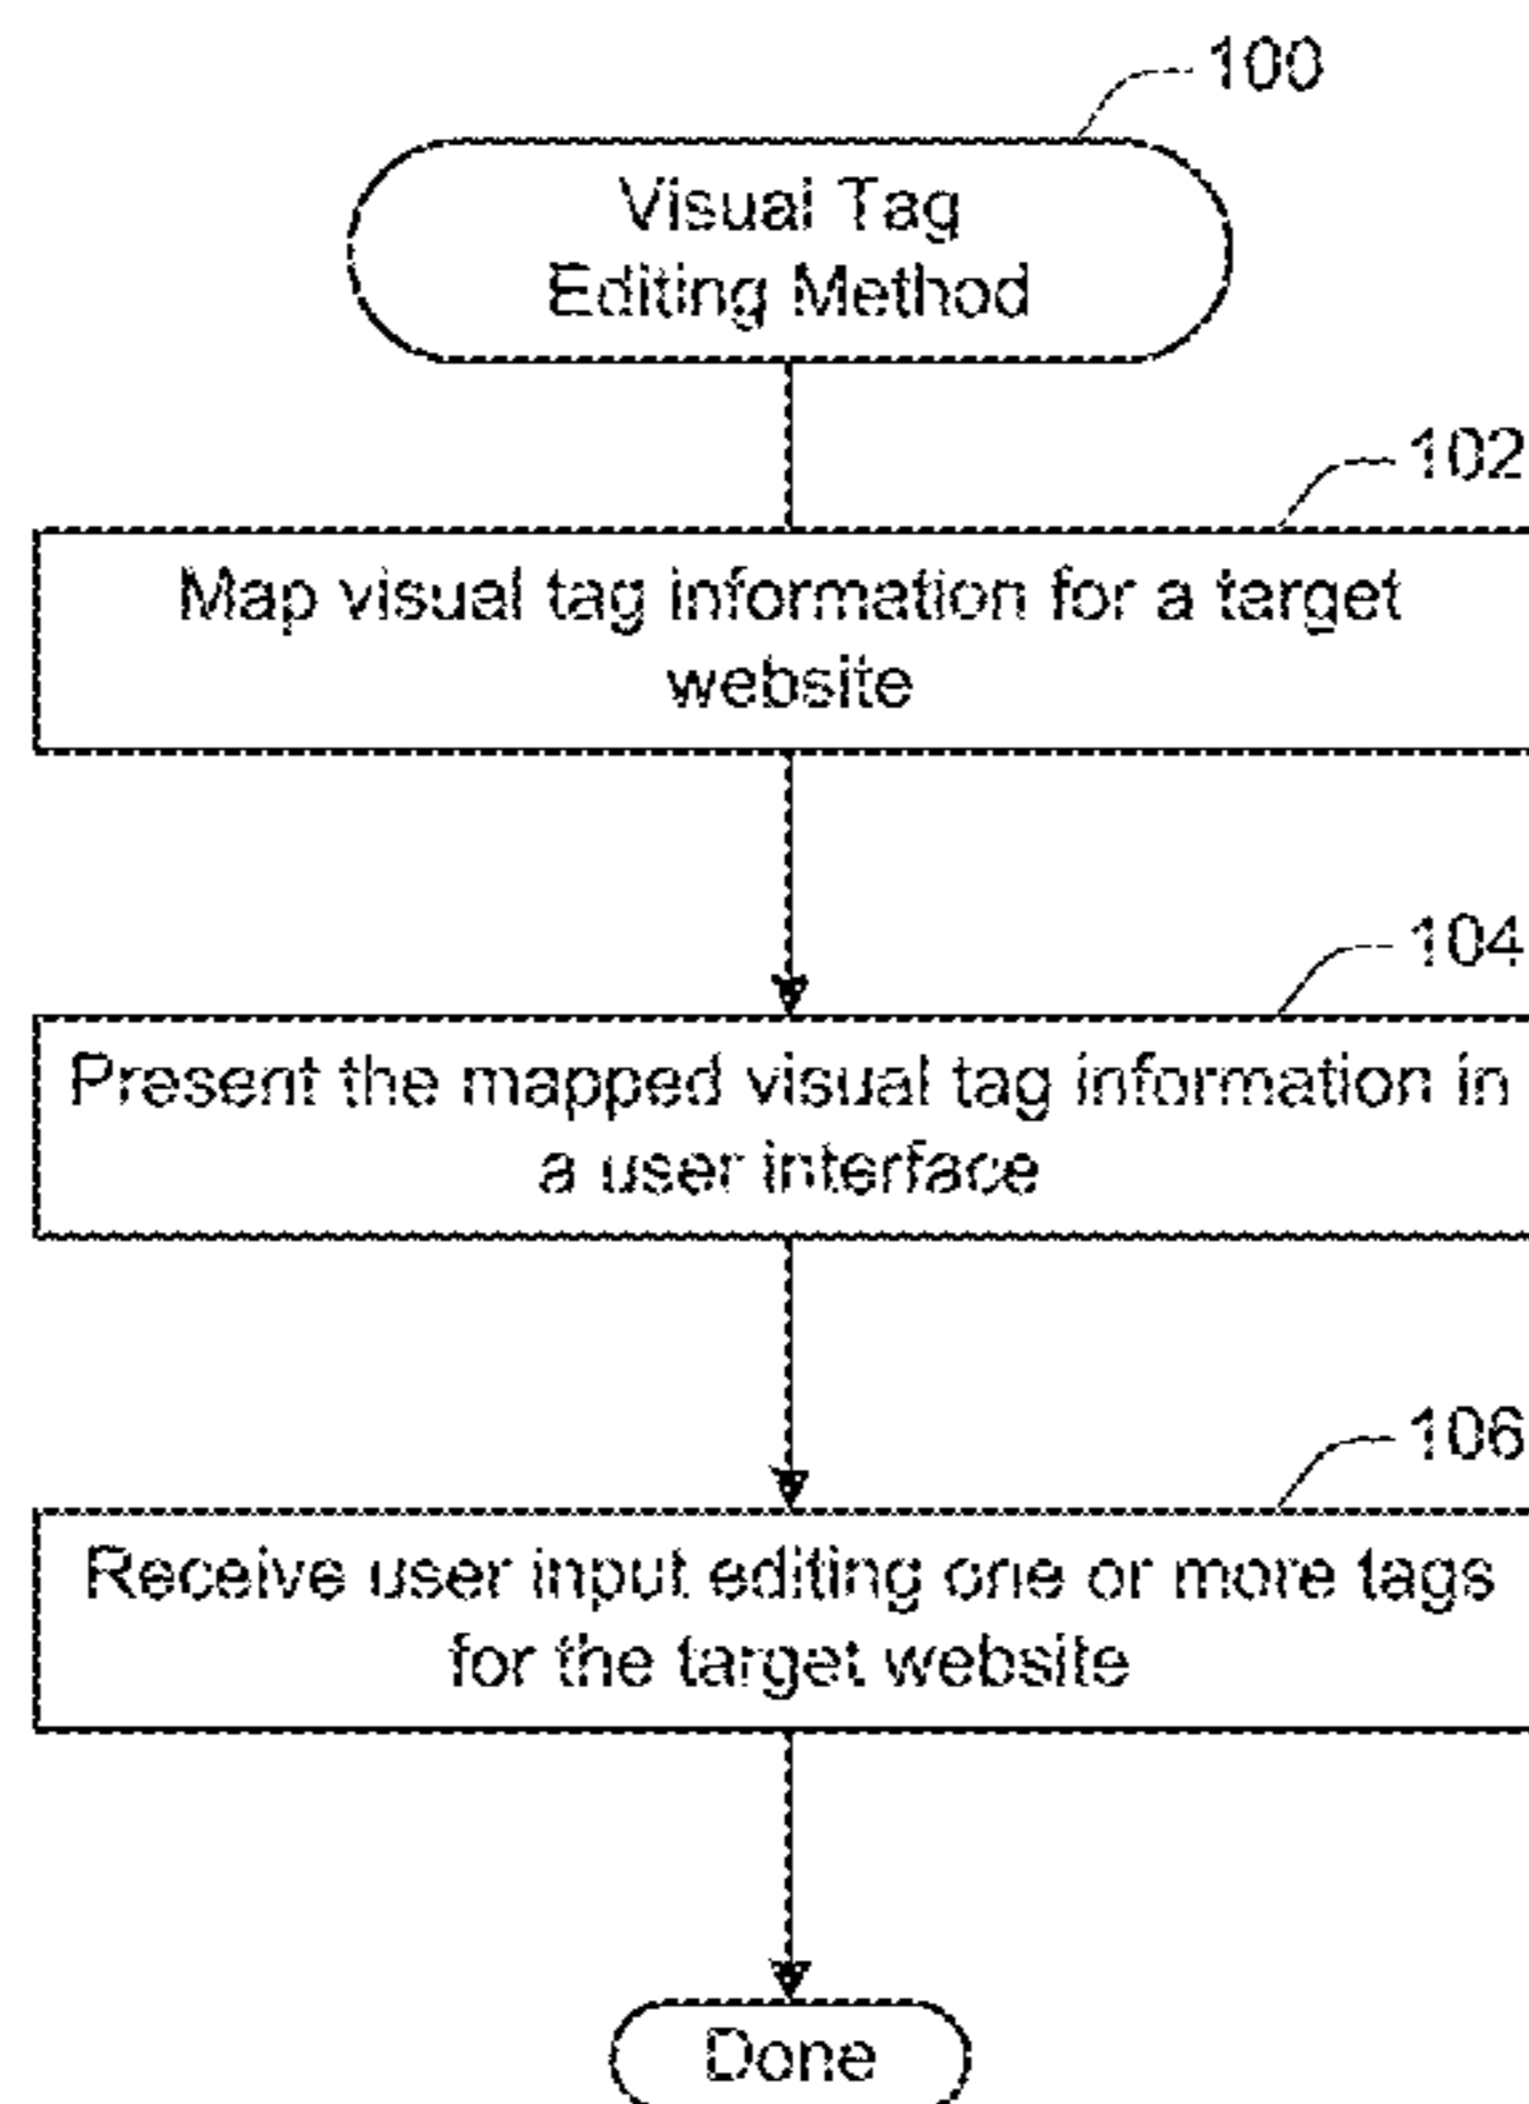 100
Visual Tag
Editing Method
102
Map visual tag information for a target
website
104
Present the mapped visual tag information in
a user interface
106
Receive user input editing one or more tags
for the target website
Done